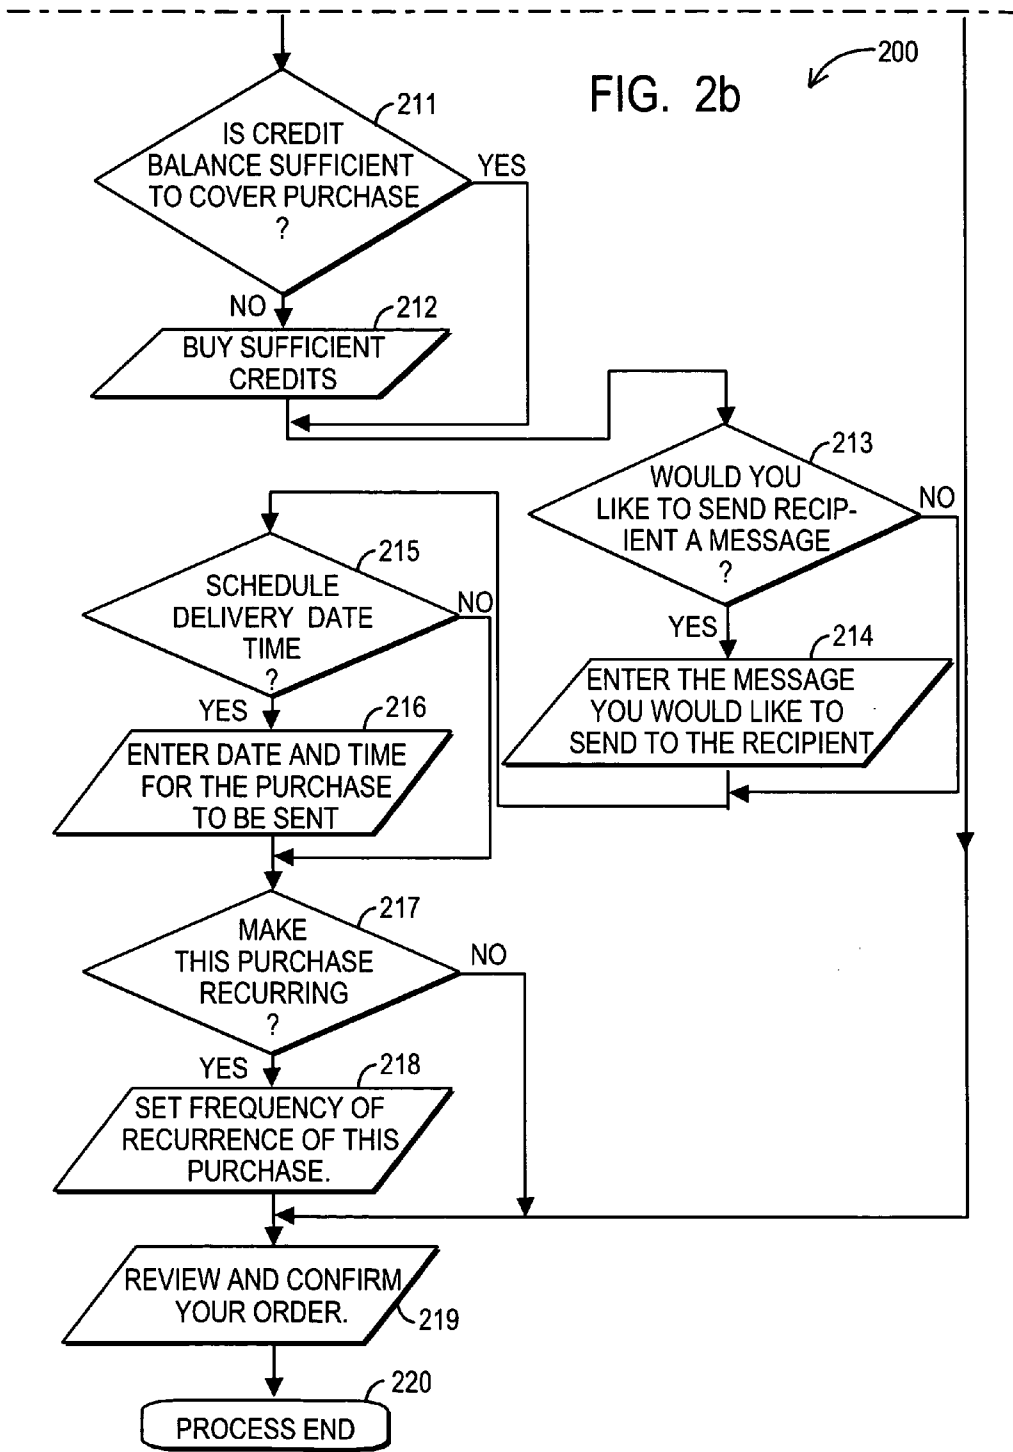 200
FIG. 2b
211
IS CREDIT
BALANCE SUFFICIENT
TO COVER PURCHASE
?
YES
NO
212
BUY SUFFICIENT
CREDITS
213
WOULD YOU
LIKE TO SEND RECIP-
IENT A MESSAGE
?
NO
YES
214
ENTER THE MESSAGE
YOU WOULD LIKE TO
SEND TO THE RECIPIENT
215
SCHEDULE
DELIVERY DATE
TIME
?
NO
YES
216
ENTER DATE AND TIME
FOR THE PURCHASE
TO BE SENT
217
MAKE
THIS PURCHASE
RECURRING
?
NO
YES
218
SET FREQUENCY OF
RECURRENCE OF THIS
PURCHASE.
REVIEW AND CONFIRM
YOUR ORDER.
219
220
PROCESS END